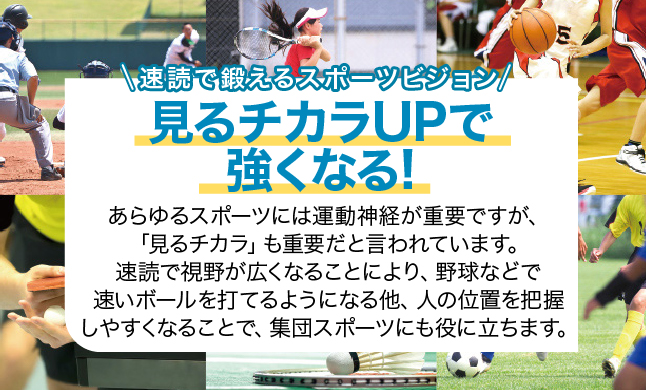 \速読で鍛えるスポーツビジョン/
見るチカラUPで
強くなる!
あらゆるスポーツには運動神経が重要ですが、
「見るチカラ」も重要だと言われています。
速読で視野が広くなることにより、野球などで
速いボールを打てるようになる他、人の位置を把握
しやすくなることで、集団スポーツにも役に立ちます。
5